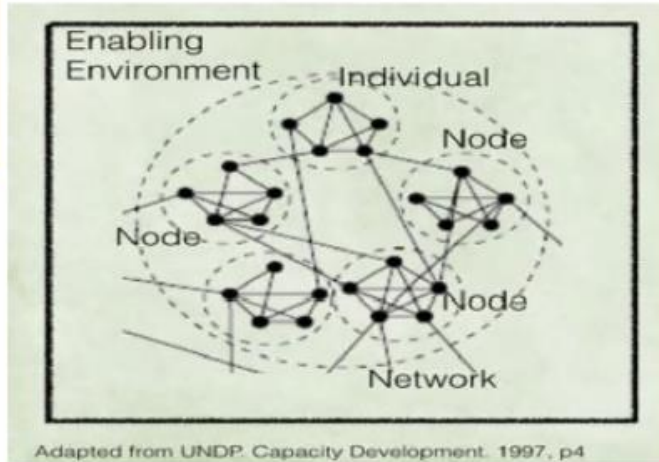 Enabling
Environment
Individual
Node
Node
Node
Network
Adapted from UNDP. Capacity Development. 1997, p4